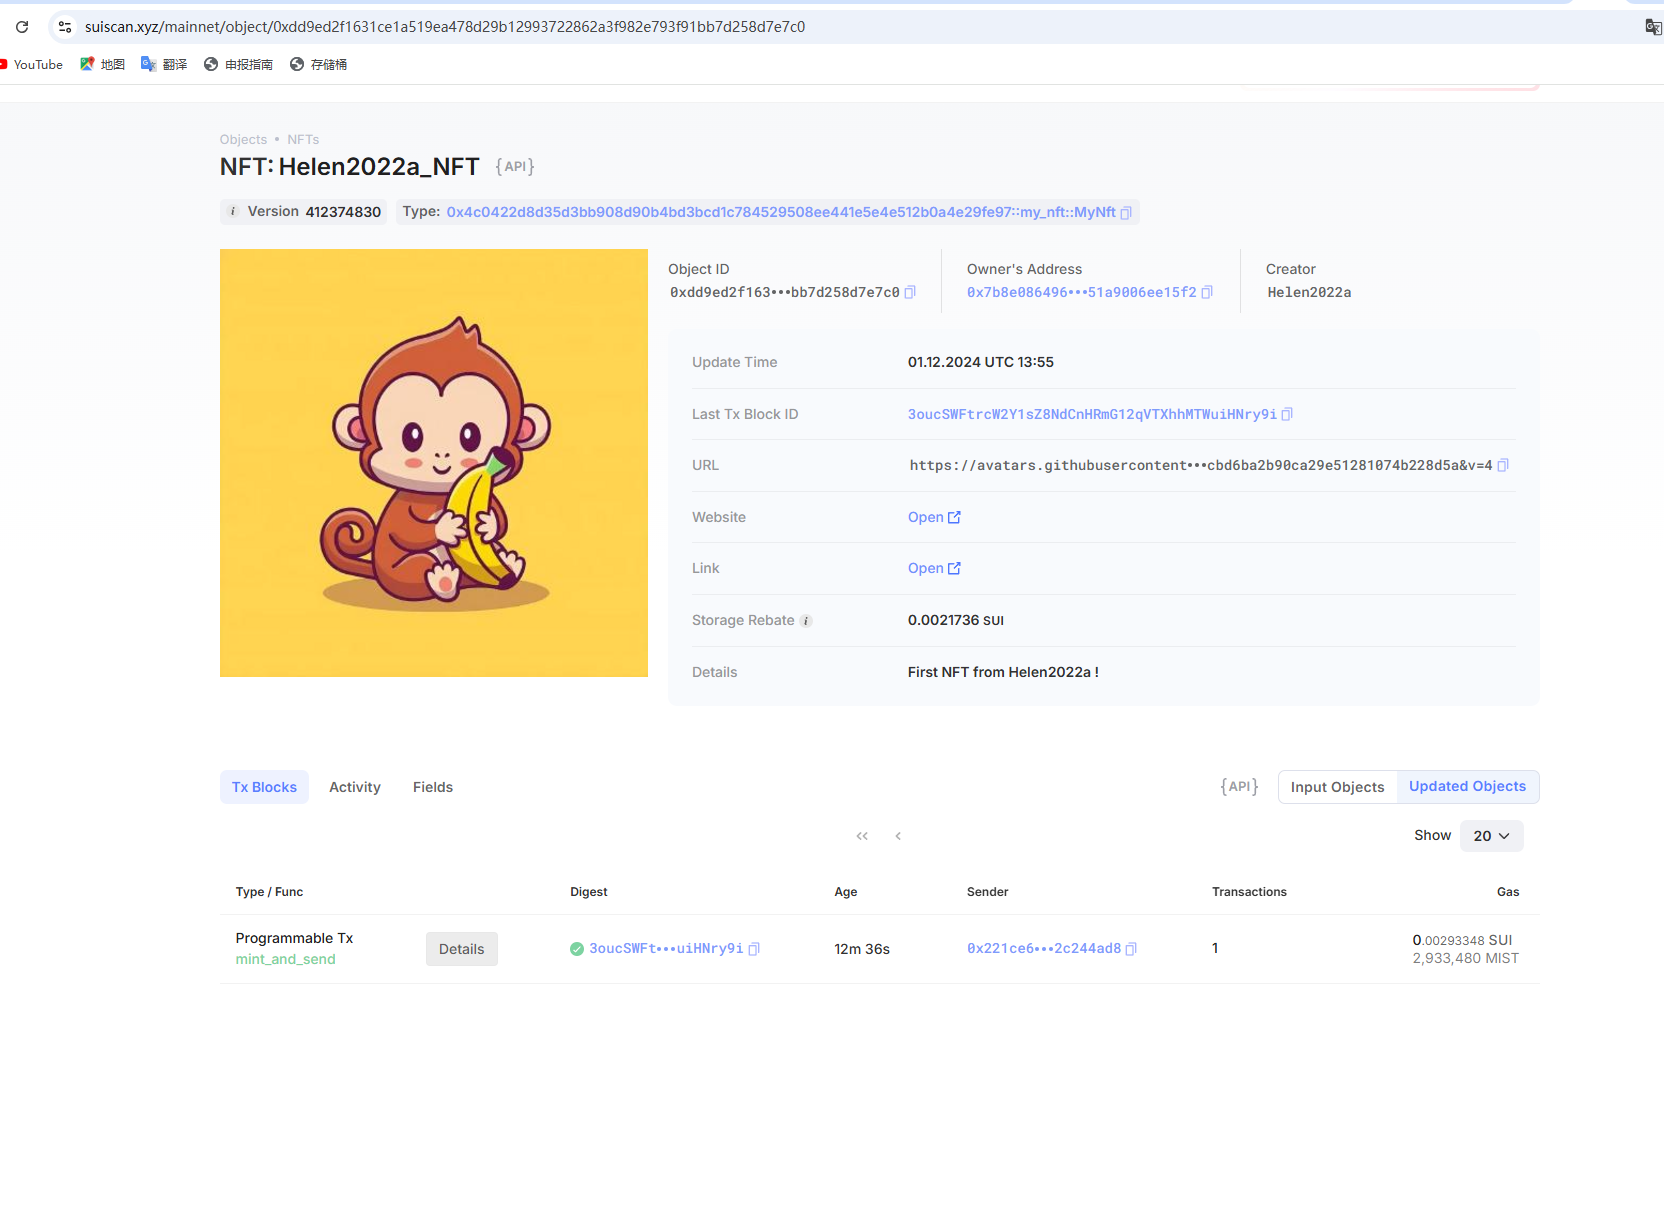 suiscan.xyz/mainnet/object/0xdd9ed2f1631ce1a519ea478d29b12993722862a3f982e793f91bb7d258d7e7c0
YouTube 地图 翻译 申报指南 存储桶
Objects • NFTs
NFT: Helen2022a_NFT {API}
i Version 412374830 Type: 0x4c0422d8d35d3bb908d90b4bd3bcd1c784529508ee441e5e4e512b0a4e29fe97::my_nft::MyNft
Object ID Owner's Address Creator
0xdd9ed2f163•••bb7d258d7e7c0 0x7b8e086496•••51a9006ee15f2 Helen2022a
Update Time 01.12.2024 UTC 13:55
Last Tx Block ID 3oucSWFtrcW2Y1sZ8NdCnHRmG12qVTXhhMTWuiHNry9i
URL https://avatars.githubusercontent•••cbd6ba2b90ca29e51281074b228d5a&v=4
Website Open
Link Open
Storage Rebate i 0.0021736 SUI
Details First NFT from Helen2022a !
Tx Blocks Activity Fields {API} Input Objects Updated Objects
Show 20
Type / Func Digest Age Sender Transactions Gas
Programmable Tx Details 3oucSWFt•••uiHNry9i 12m 36s 0x221ce6•••2c244ad8 1 0.00293348 SUI
mint_and_send 2,933,480 MIST